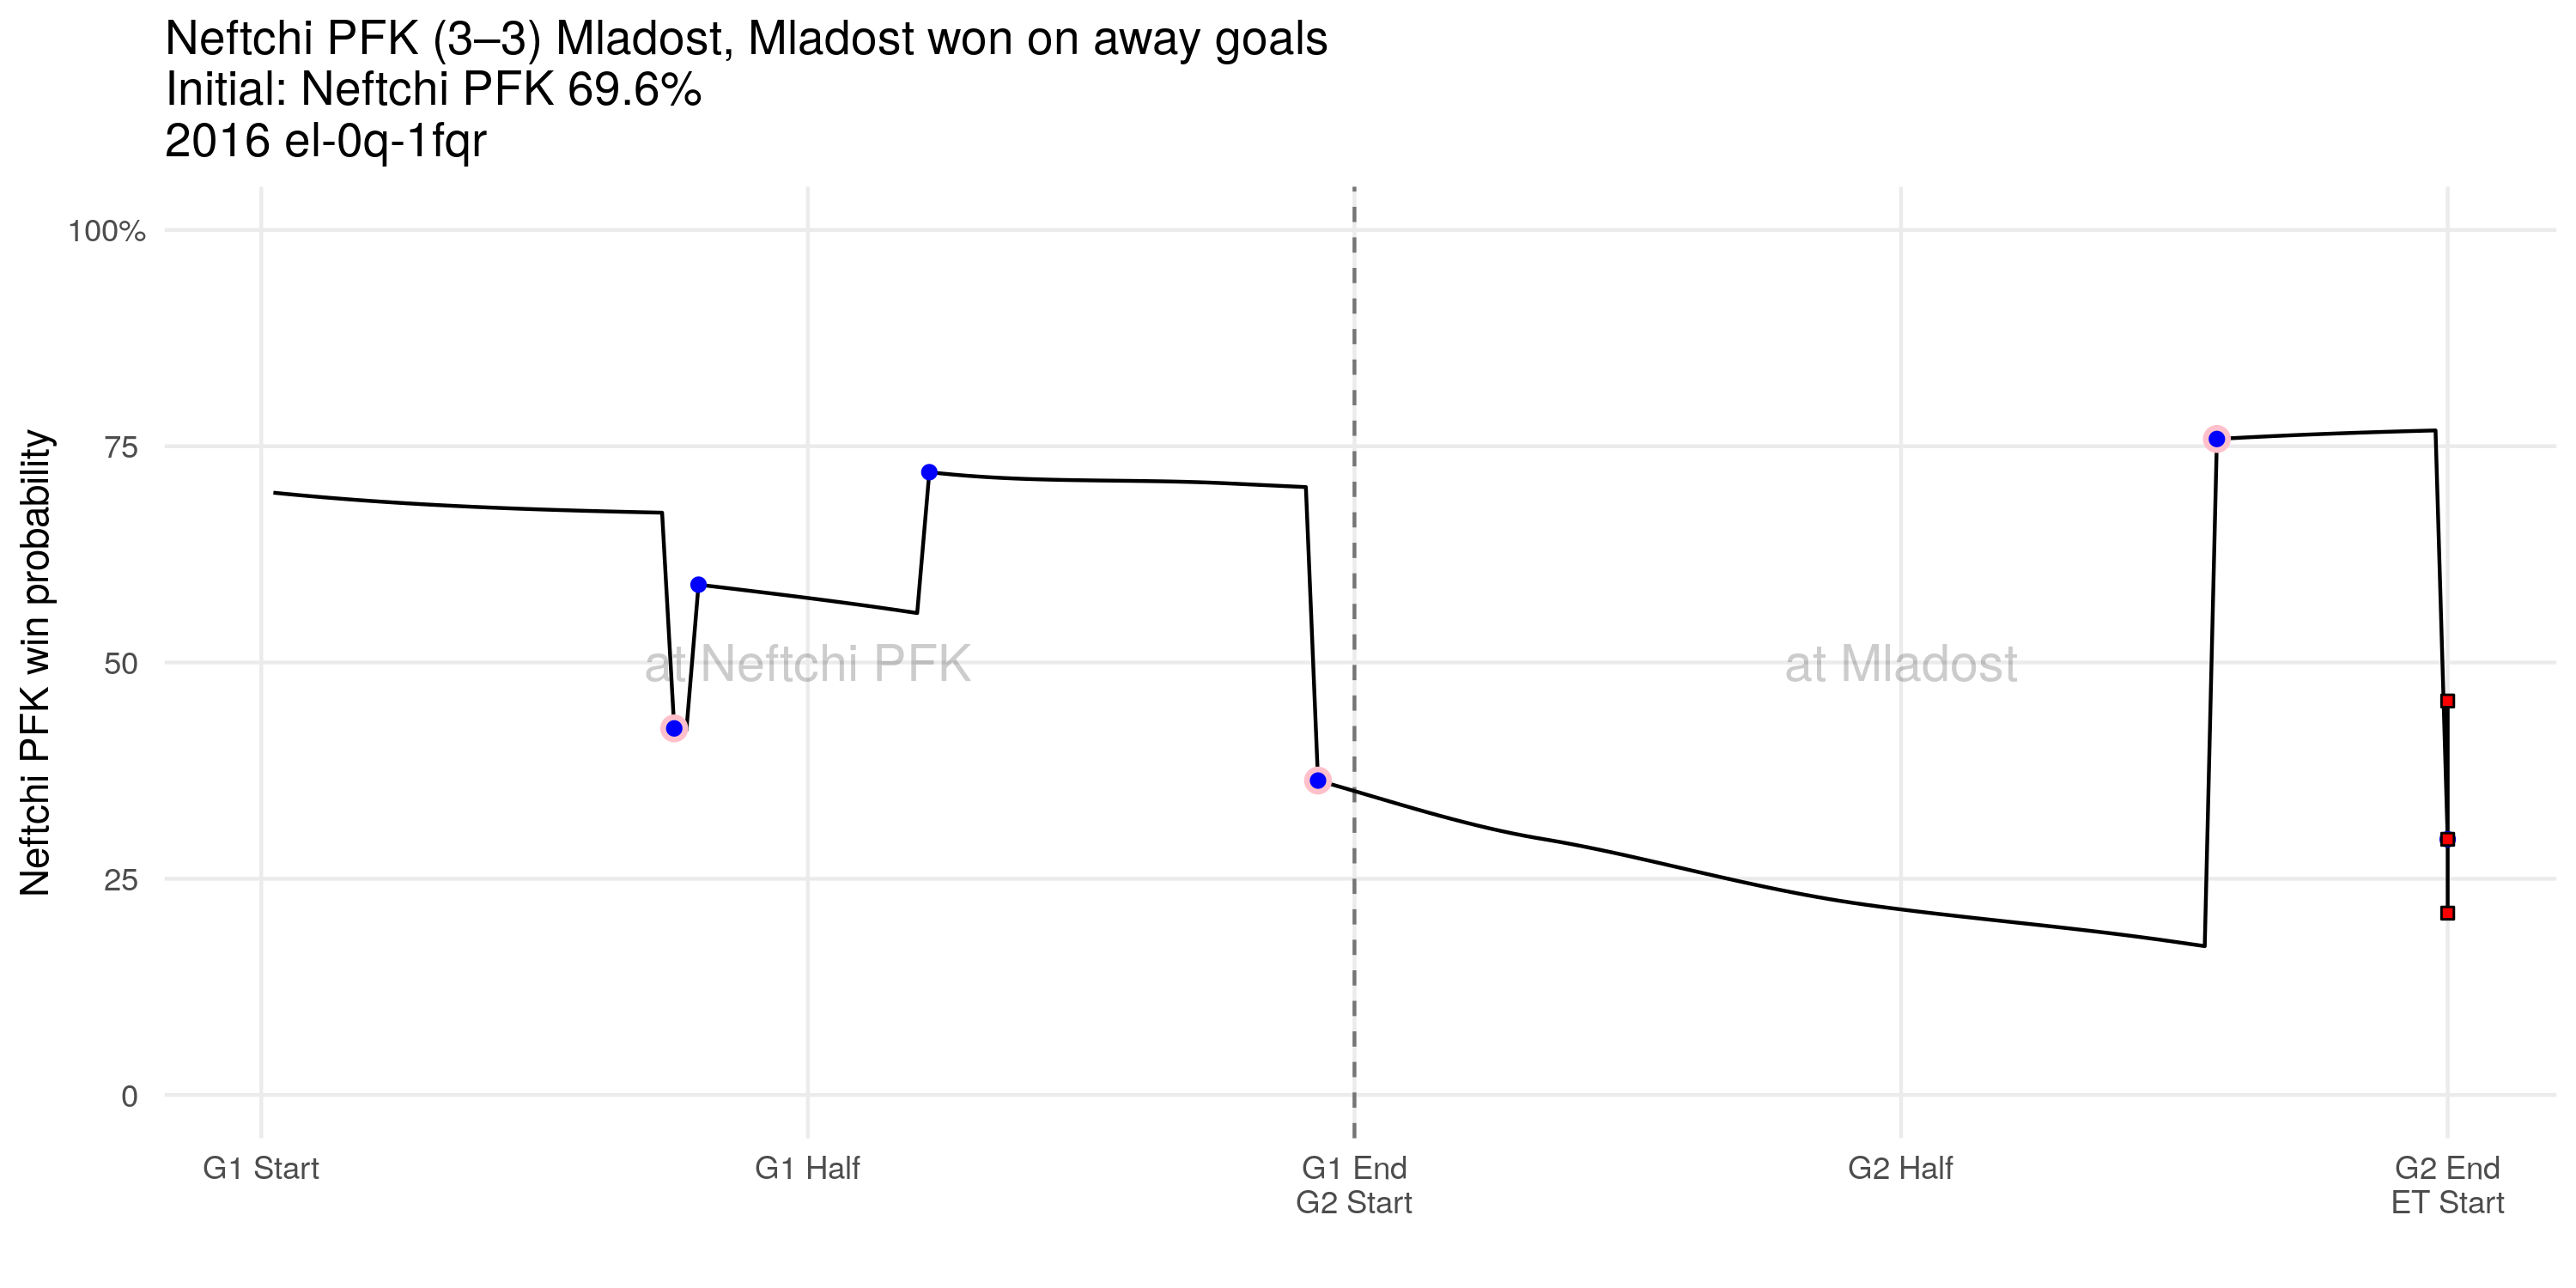 Neftchi PFK (3–3) Mladost, Mladost won on away goals
Initial: Neftchi PFK 69.6%
2016 el-0q-1fqr
Neftchi PFK win probability
100%
75
50
25
0
at Neftchi PFK
at Mladost
G1 Start
G1 Half
G1 End
G2 Start
G2 Half
G2 End
ET Start